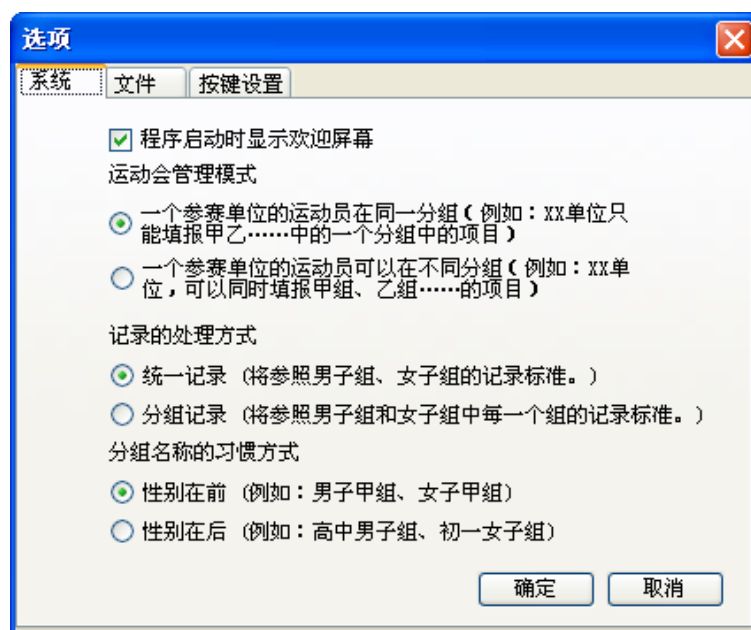 选项
系统 文件 按键设置
程序启动时显示欢迎屏幕
运动会管理模式
一个参赛单位的运动员在同一分组(例如:XX单位只
能填报甲乙……中的一个分组中的项目)
一个参赛单位的运动员可以在不同分组(例如:XX单
位,可以同时填报甲组、乙组……的项目)
记录的处理方式
统一记录 (将参照男子组、女子组的记录标准。)
分组记录 (将参照男子组和女子组中每一个组的记录标准。)
分组名称的习惯方式
性别在前 (例如:男子甲组、女子甲组)
性别在后 (例如:高中男子组、初一女子组)
确定 取消